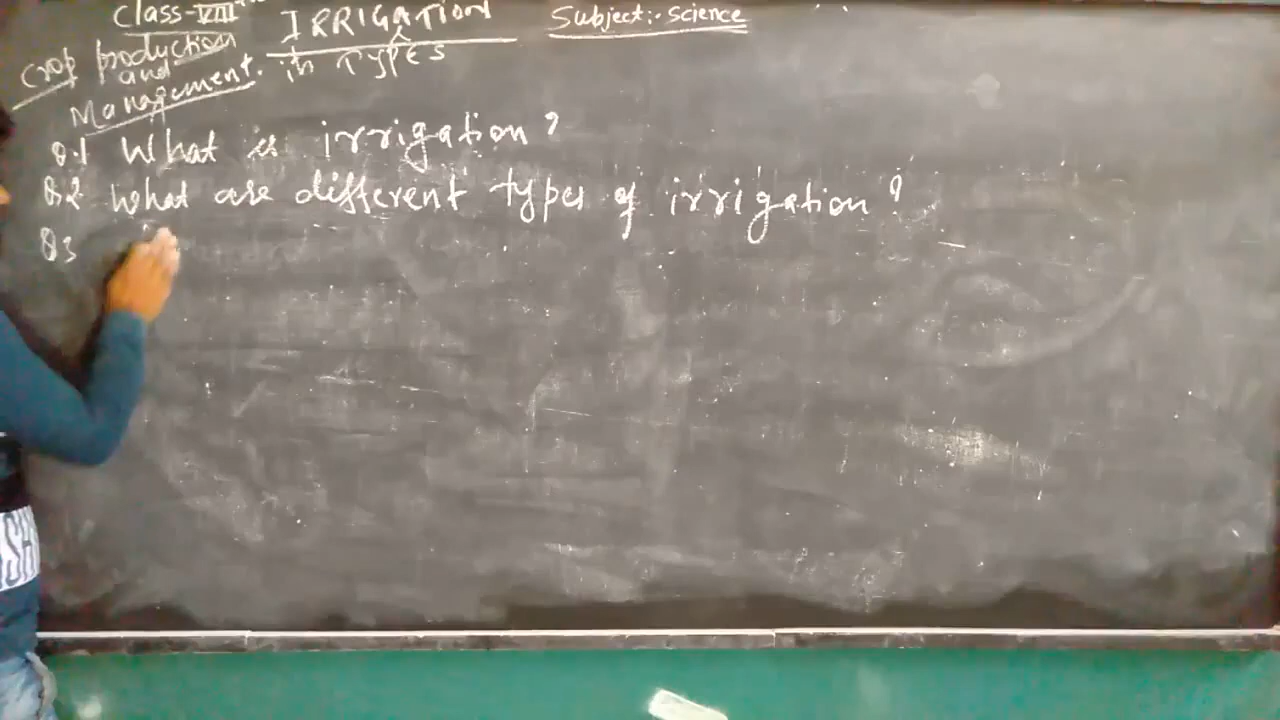 Class-VIII
IRRIGATION
Subject:- Science
Crop production
and
Management.
in TYPES
Q.1 What is irrigation?
Q.2 What are different types of irrigation?
Q3